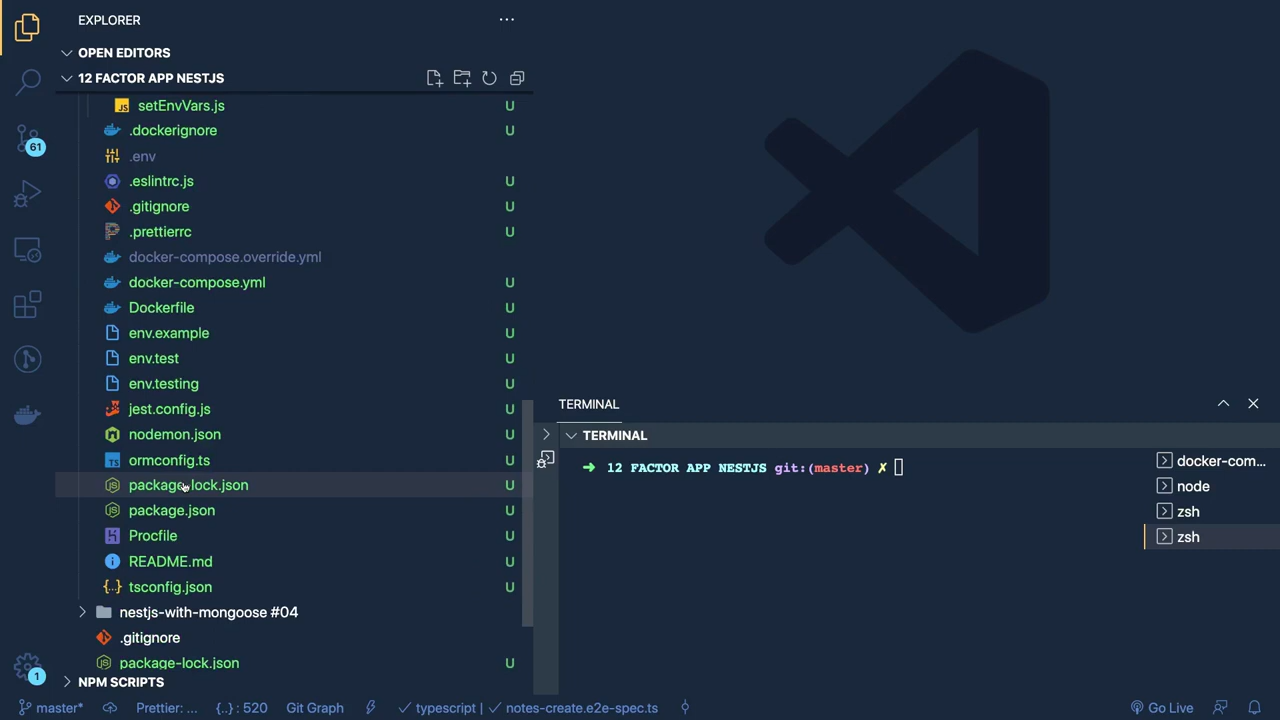 EXPLORER
OPEN EDITORS
12 FACTOR APP NESTJS
JS setEnvVars.js U
.dockerignore U
.env
.eslintrc.js U
.gitignore U
.prettierrc U
docker-compose.override.yml
docker-compose.yml U
Dockerfile U
env.example U
env.test U
env.testing U
jest.config.js U
nodemon.json U
TS ormconfig.ts U
package-lock.json U
package.json U
Procfile U
README.md U
{..} tsconfig.json U
nestjs-with-mongoose #04
.gitignore
package-lock.json U
NPM SCRIPTS
61
1
TERMINAL
TERMINAL
➜ 12 FACTOR APP NESTJS git:(master) ✗
docker-com...
node
zsh
zsh
master* Prettier: ... {..} : 520 Git Graph ✓ typescript | ✓ notes-create.e2e-spec.ts Go Live